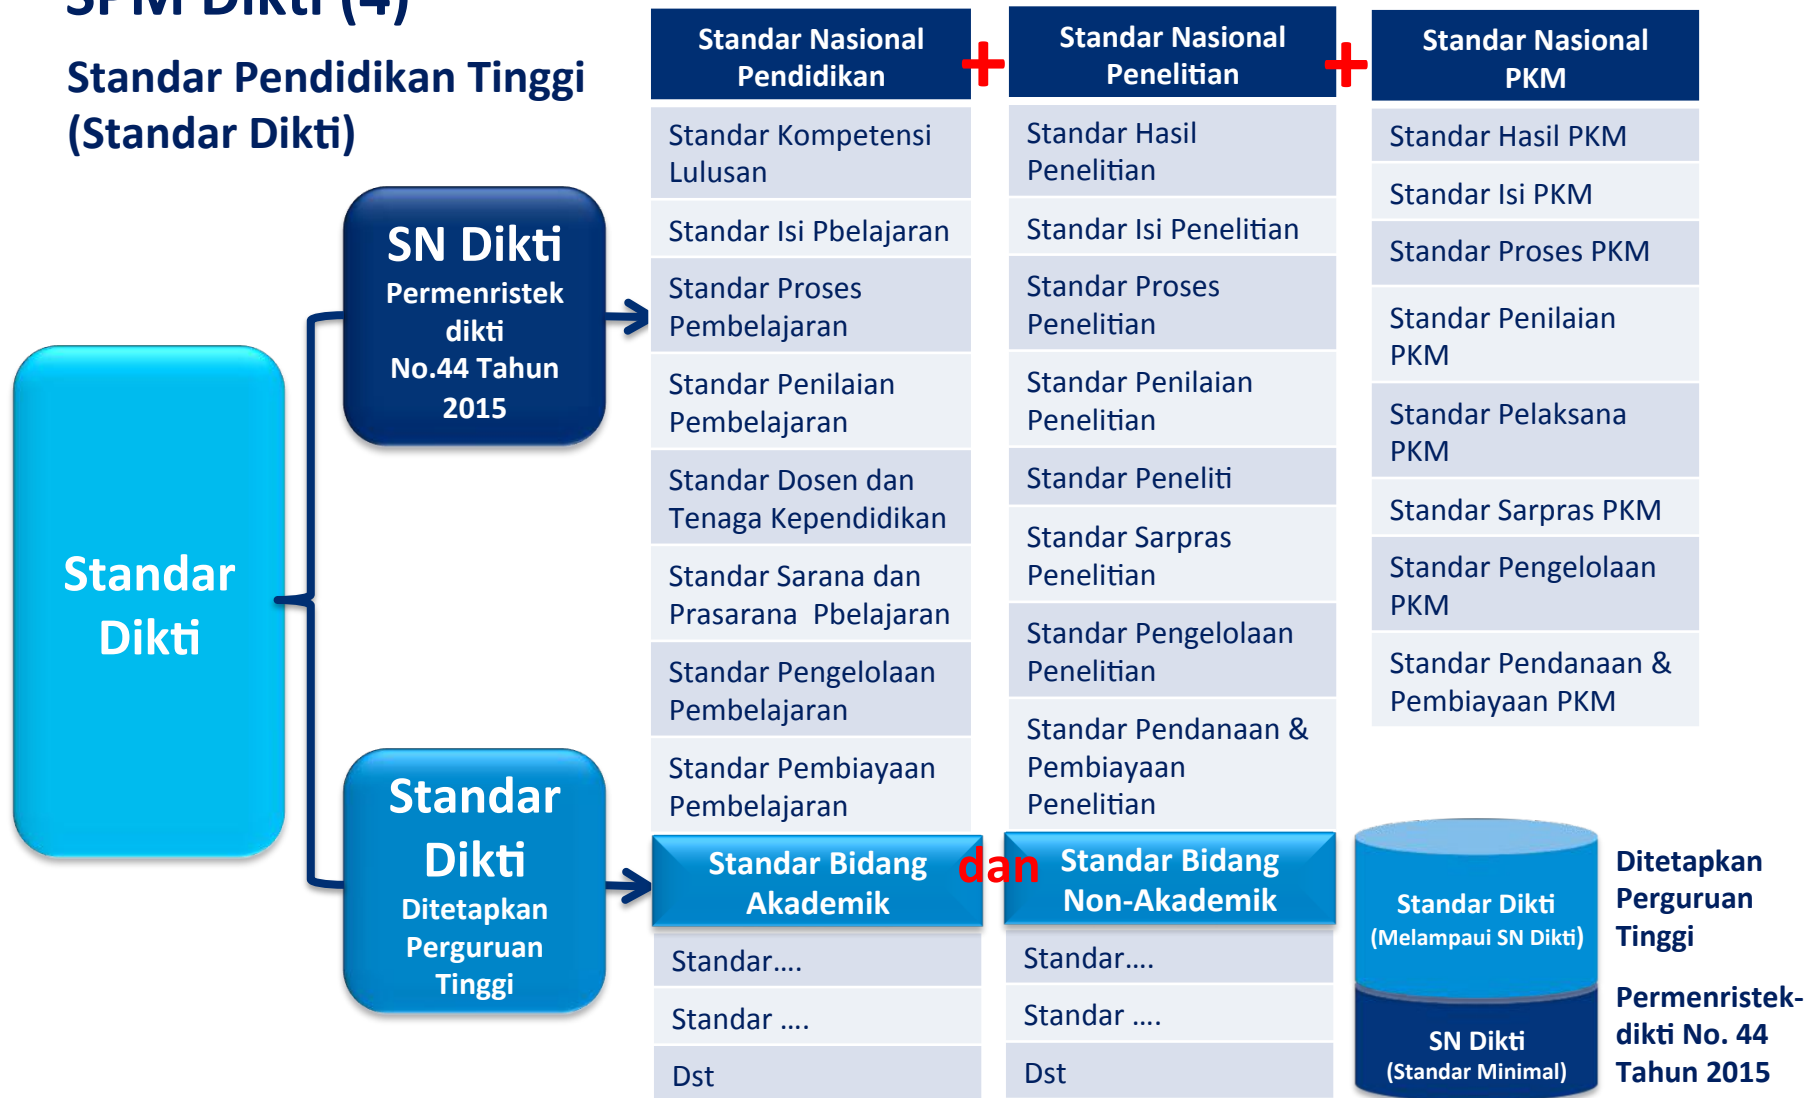 SPM Dikti (4)
Standar Pendidikan Tinggi
(Standar Dikti)
Standar
Dikti
SN Dikti
Permenristek
dikti
No.44 Tahun
2015
Standar
Dikti
Ditetapkan
Perguruan
Tinggi
Standar Nasional
Pendidikan
Standar Kompetensi
Lulusan
Standar Isi Pbelajaran
Standar Proses
Pembelajaran
Standar Penilaian
Pembelajaran
Standar Dosen dan
Tenaga Kependidikan
Standar Sarana dan
Prasarana Pbelajaran
Standar Pengelolaan
Pembelajaran
Standar Pembiayaan
Pembelajaran
+
Standar Nasional
Penelitian
Standar Hasil
Penelitian
Standar Isi Penelitian
Standar Proses
Penelitian
Standar Penilaian
Penelitian
Standar Peneliti
Standar Sarpras
Penelitian
Standar Pengelolaan
Penelitian
Standar Pendanaan &
Pembiayaan
Penelitian
+
Standar Nasional
PKM
Standar Hasil PKM
Standar Isi PKM
Standar Proses PKM
Standar Penilaian
PKM
Standar Pelaksana
PKM
Standar Sarpras PKM
Standar Pengelolaan
PKM
Standar Pendanaan &
Pembiayaan PKM
Standar Bidang
Akademik
Standar....
Standar ....
Dst
dan
Standar Bidang
Non-Akademik
Standar....
Standar ....
Dst
Standar Dikti
(Melampaui SN Dikti)
SN Dikti
(Standar Minimal)
Ditetapkan
Perguruan
Tinggi
Permenristek-
dikti No. 44
Tahun 2015